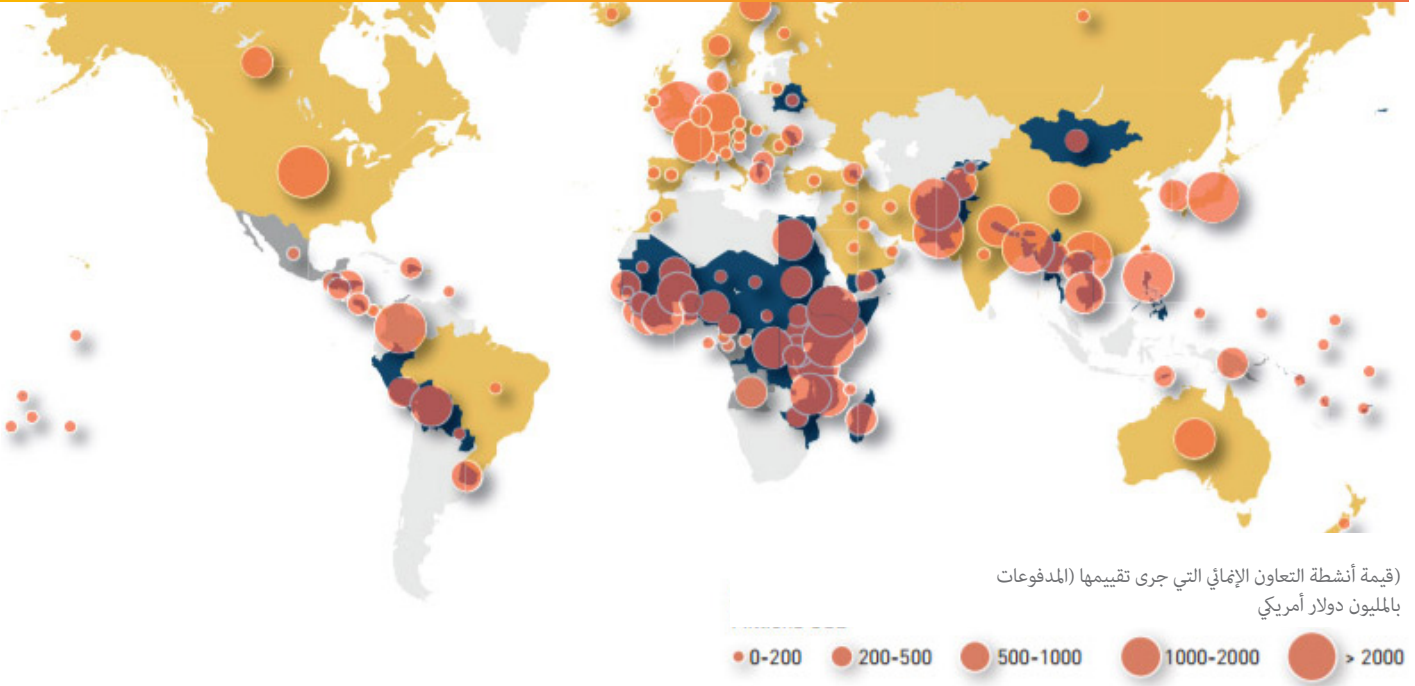 (قيمة أنشطة التعاون الإنمائي التي جرى تقييمها (المدفوعات
بالمليون دولار أمريكي
0-200 200-500 500-1000 1000-2000 > 2000